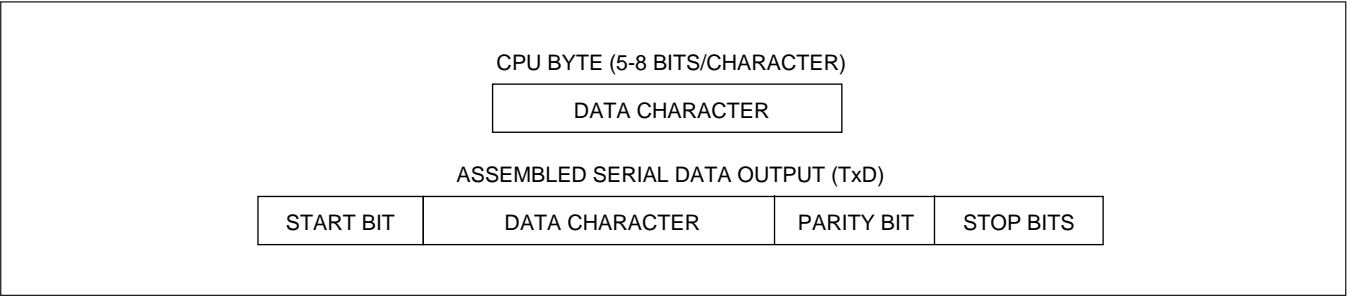 CPU BYTE (5-8 BITS/CHARACTER)
DATA CHARACTER
ASSEMBLED SERIAL DATA OUTPUT (TxD)
START BIT DATA CHARACTER PARITY BIT STOP BITS